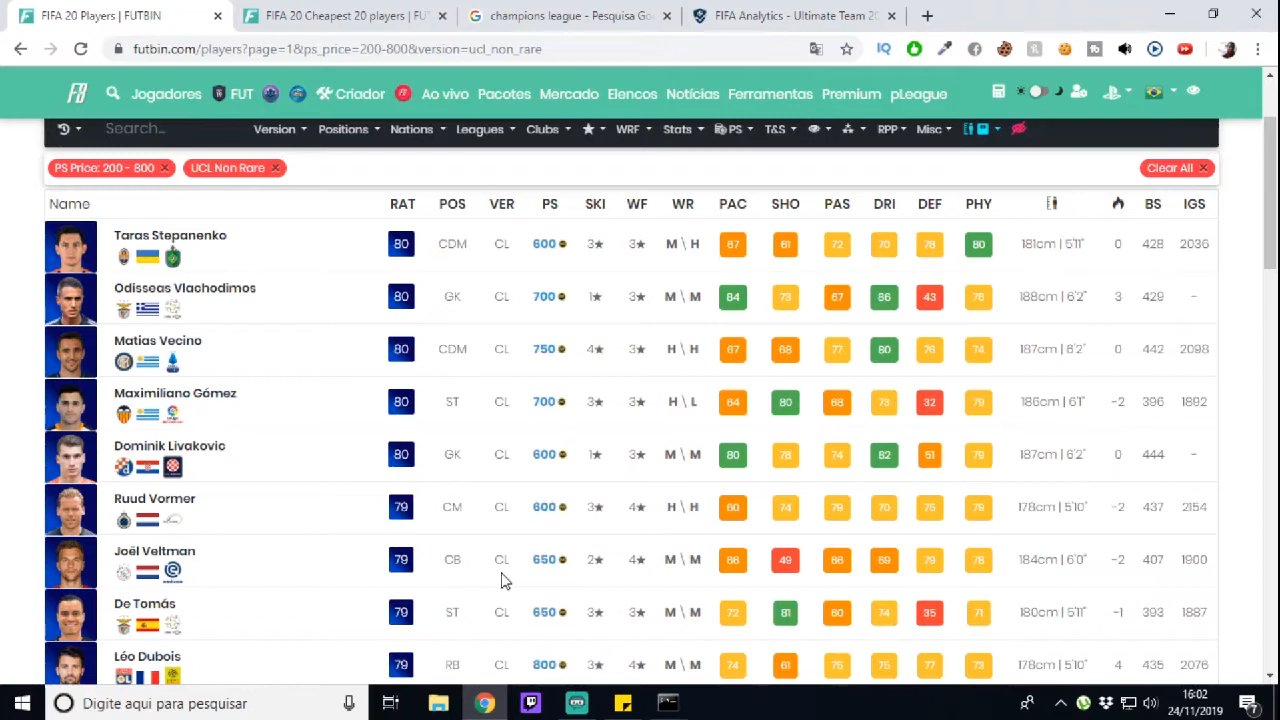 FIFA 20 Players | FUTBIN
FIFA 20 Cheapest 20 players | FUT
champions league - Pesquisa Go
FIFA Analytics - Ultimate Team 20
futbin.com/players?page=1&ps_price=200-800&version=ucl_non_rare
Jogadores FUT Criador Ao vivo Pacotes Mercado Elencos Notícias Ferramentas Premium pLeague
Search... Version Positions Nations Leagues Clubs WRF Stats PS T&S RPP Misc
PS Price: 200 - 800 UCL Non Rare Clear All
Name RAT POS VER PS SKI WF WR PAC SHO PAS DRI DEF PHY BS IGS
Taras Stepanenko 80 CDM CL 600 3★ 3★ M \ H 67 61 72 70 78 80 181cm | 5'11" 0 428 2036
Odisseas Vlachodimos 80 GK CL 700 1★ 3★ M \ M 84 73 67 86 43 76 188cm | 6'2" 3 429 -
Matias Vecino 80 CDM CL 750 4★ 3★ H \ H 67 68 77 80 76 74 187cm | 6'2" 0 442 2098
Maximiliano Gómez 80 ST CL 700 3★ 3★ H \ L 64 80 68 73 32 79 186cm | 6'1" -2 396 1892
Dominik Livakovic 80 GK CL 600 1★ 3★ M \ M 80 78 74 82 51 79 187cm | 6'2" 0 444 -
Ruud Vormer 79 CM CL 600 3★ 4★ H \ H 60 74 79 70 75 79 178cm | 5'10" -2 437 2154
Joël Veltman 79 CB CL 650 2★ 4★ M \ M 66 49 66 69 79 78 184cm | 6'0" -2 407 1900
De Tomás 79 ST CL 650 3★ 3★ M \ M 72 81 60 74 35 71 180cm | 5'11" -1 393 1887
Léo Dubois 79 RB CL 800 3★ 4★ M \ M 74 61 75 75 77 73 178cm | 5'10" 4 435 2076
Digite aqui para pesquisar
16:02
24/11/2019
7